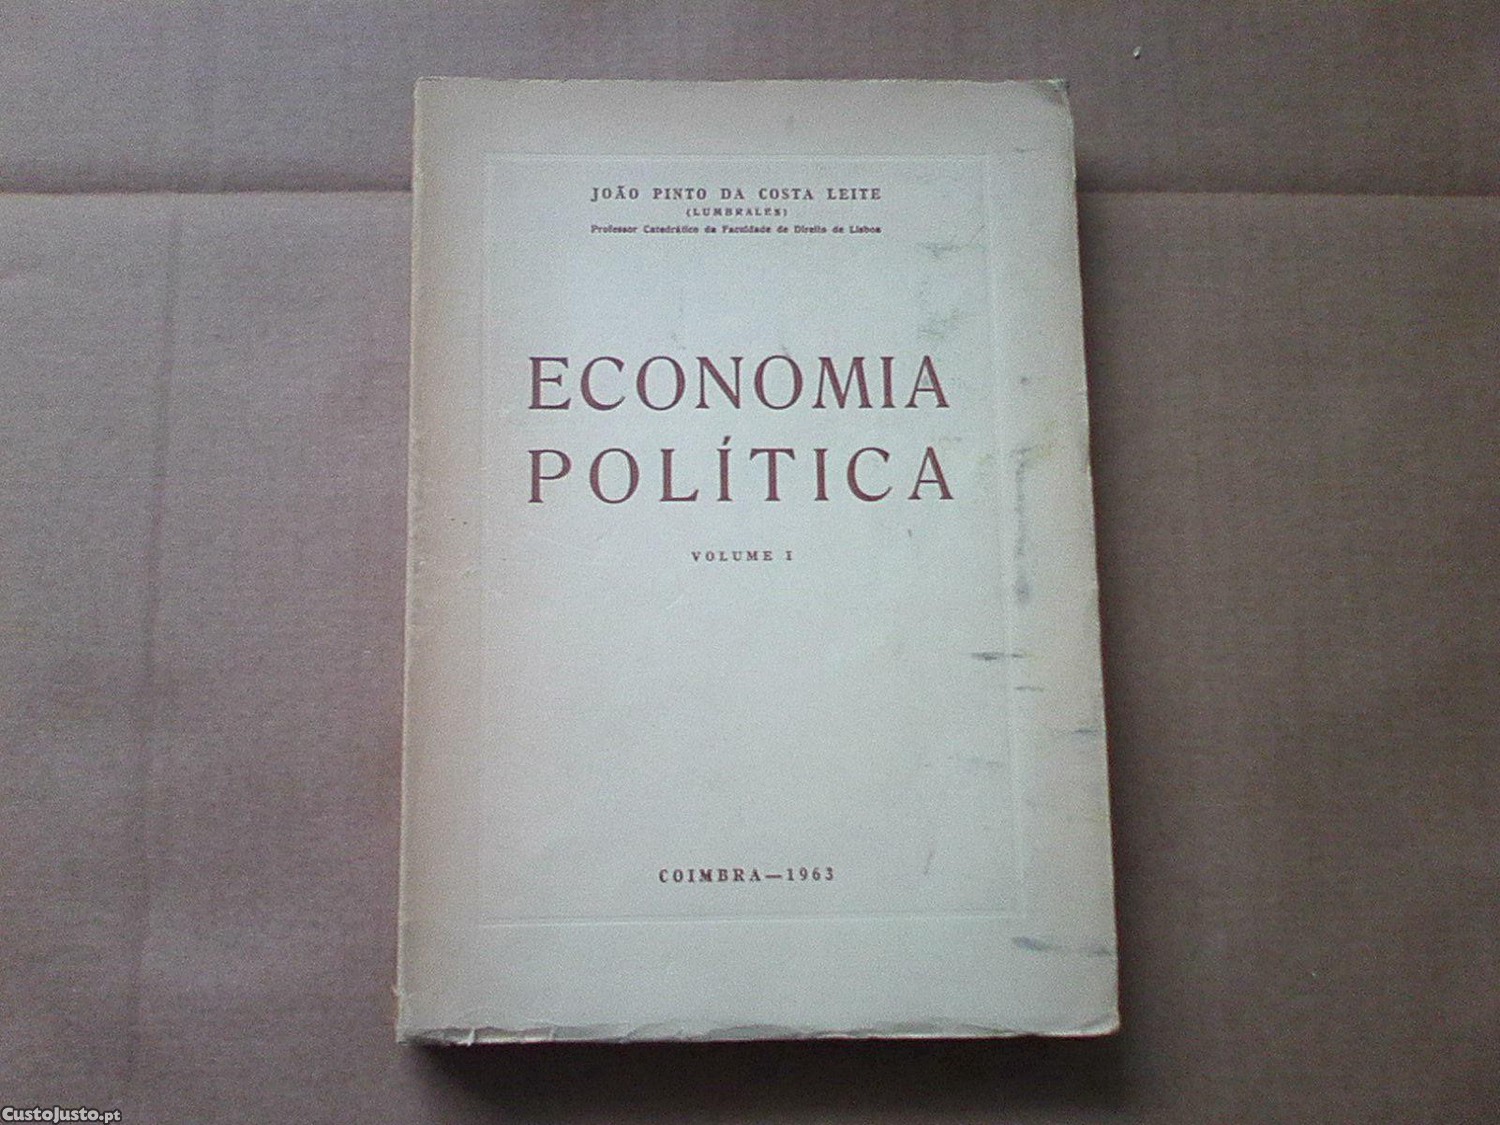 JOÃO PINTO DA COSTA LEITE
(LUMBRALES)
Professor Catedrático da Faculdade de Direito de Lisboa
ECONOMIA
POLÍTICA
VOLUME I
COIMBRA—1963
CustoJusto.pt